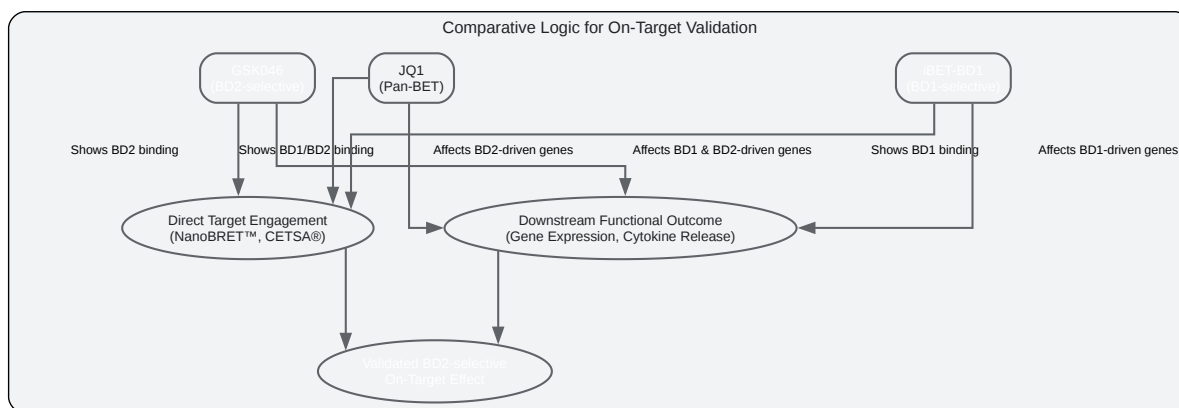 Comparative Logic for On-Target Validation
GSK046
(BD2-selective)
JQ1
(Pan-BET)
iBET-BD1
(BD1-selective)
Shows BD2 binding
Shows BD1/BD2 binding
Affects BD2-driven genes
Affects BD1 & BD2-driven genes
Shows BD1 binding
Affects BD1-driven genes
Direct Target Engagement
(NanoBRET™, CETSA®)
Downstream Functional Outcome
(Gene Expression, Cytokine Release)
Validated BD2-selective
On-Target Effect